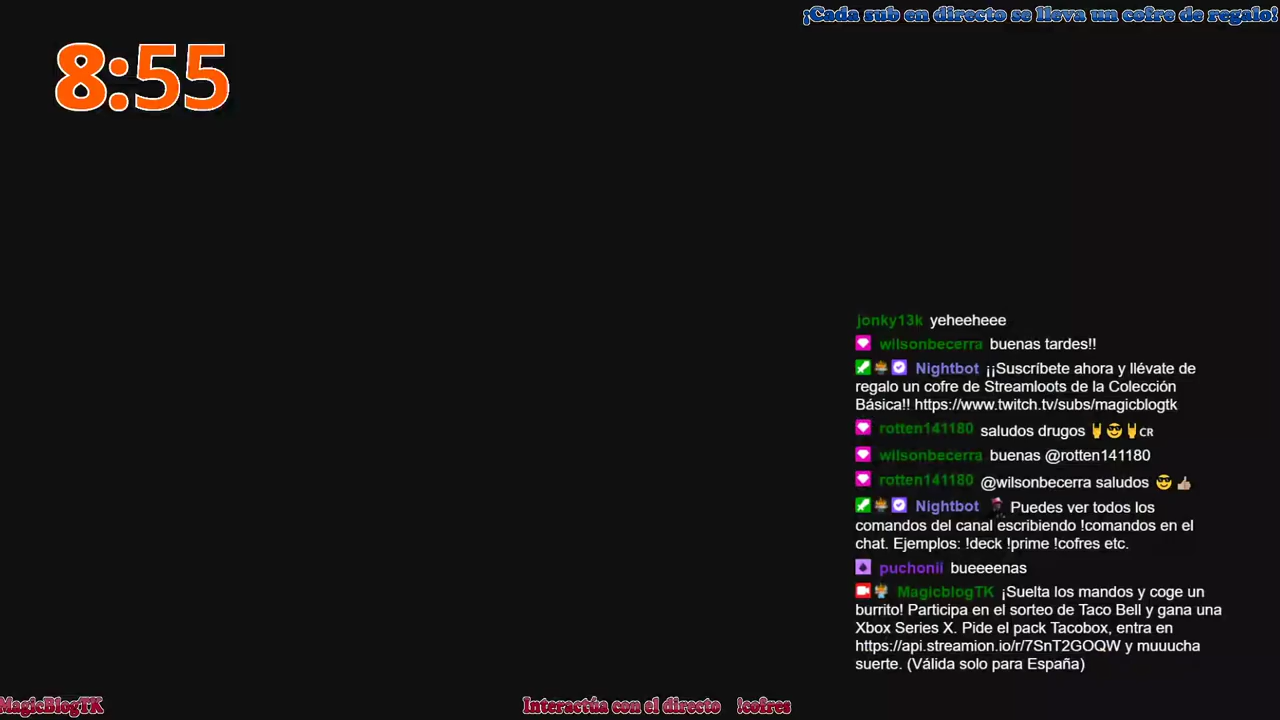 ¡Cada sub en directo se lleva un cofre de regalo!
8:55
jonky13k yeheeheee
wilsonbecerra buenas tardes!!
Nightbot ¡¡Suscríbete ahora y llévate de
regalo un cofre de Streamloots de la Colección
Básica!! https://www.twitch.tv/subs/magicblogtk
rotten141180 saludos drugos 🤘😎🤘CR
wilsonbecerra buenas @rotten141180
rotten141180 @wilsonbecerra saludos 😎👍🏼
Nightbot Puedes ver todos los
comandos del canal escribiendo !comandos en el
chat. Ejemplos: !deck !prime !cofres etc.
puchonii bueeeenas
MagicblogTK ¡Suelta los mandos y coge un
burrito! Participa en el sorteo de Taco Bell y gana una
Xbox Series X. Pide el pack Tacobox, entra en
https://api.streamion.io/r/7SnT2GOQW y muuucha
suerte. (Válida solo para España)
MagicBlogTK
Interactúa con el directo !cofres